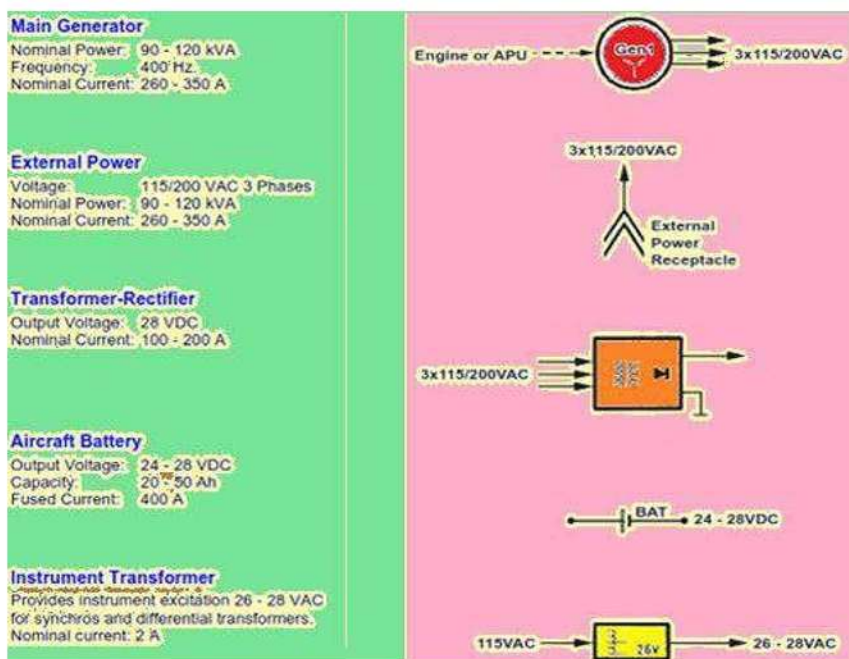 Main Generator
Nominal Power: 90 - 120 kVA
Frequency: 400 Hz.
Nominal Current: 260 - 350 A
Engine or APU
Gen1
3x115/200VAC
External Power
Voltage: 115/200 VAC 3 Phases
Nominal Power: 90 - 120 kVA
Nominal Current: 260 - 350 A
3x115/200VAC
External
Power
Receptacle
Transformer-Rectifier
Output Voltage: 28 VDC
Nominal Current: 100 - 200 A
3x115/200VAC
Aircraft Battery
Output Voltage: 24 - 28 VDC
Capacity: 20 - 50 Ah
Fused Current: 400 A
BAT
24 - 28VDC
Instrument Transformer
Provides instrument excitation 26 - 28 VAC
for synchros and differential transformers.
Nominal current: 2 A
115VAC
26v
26 - 28VAC